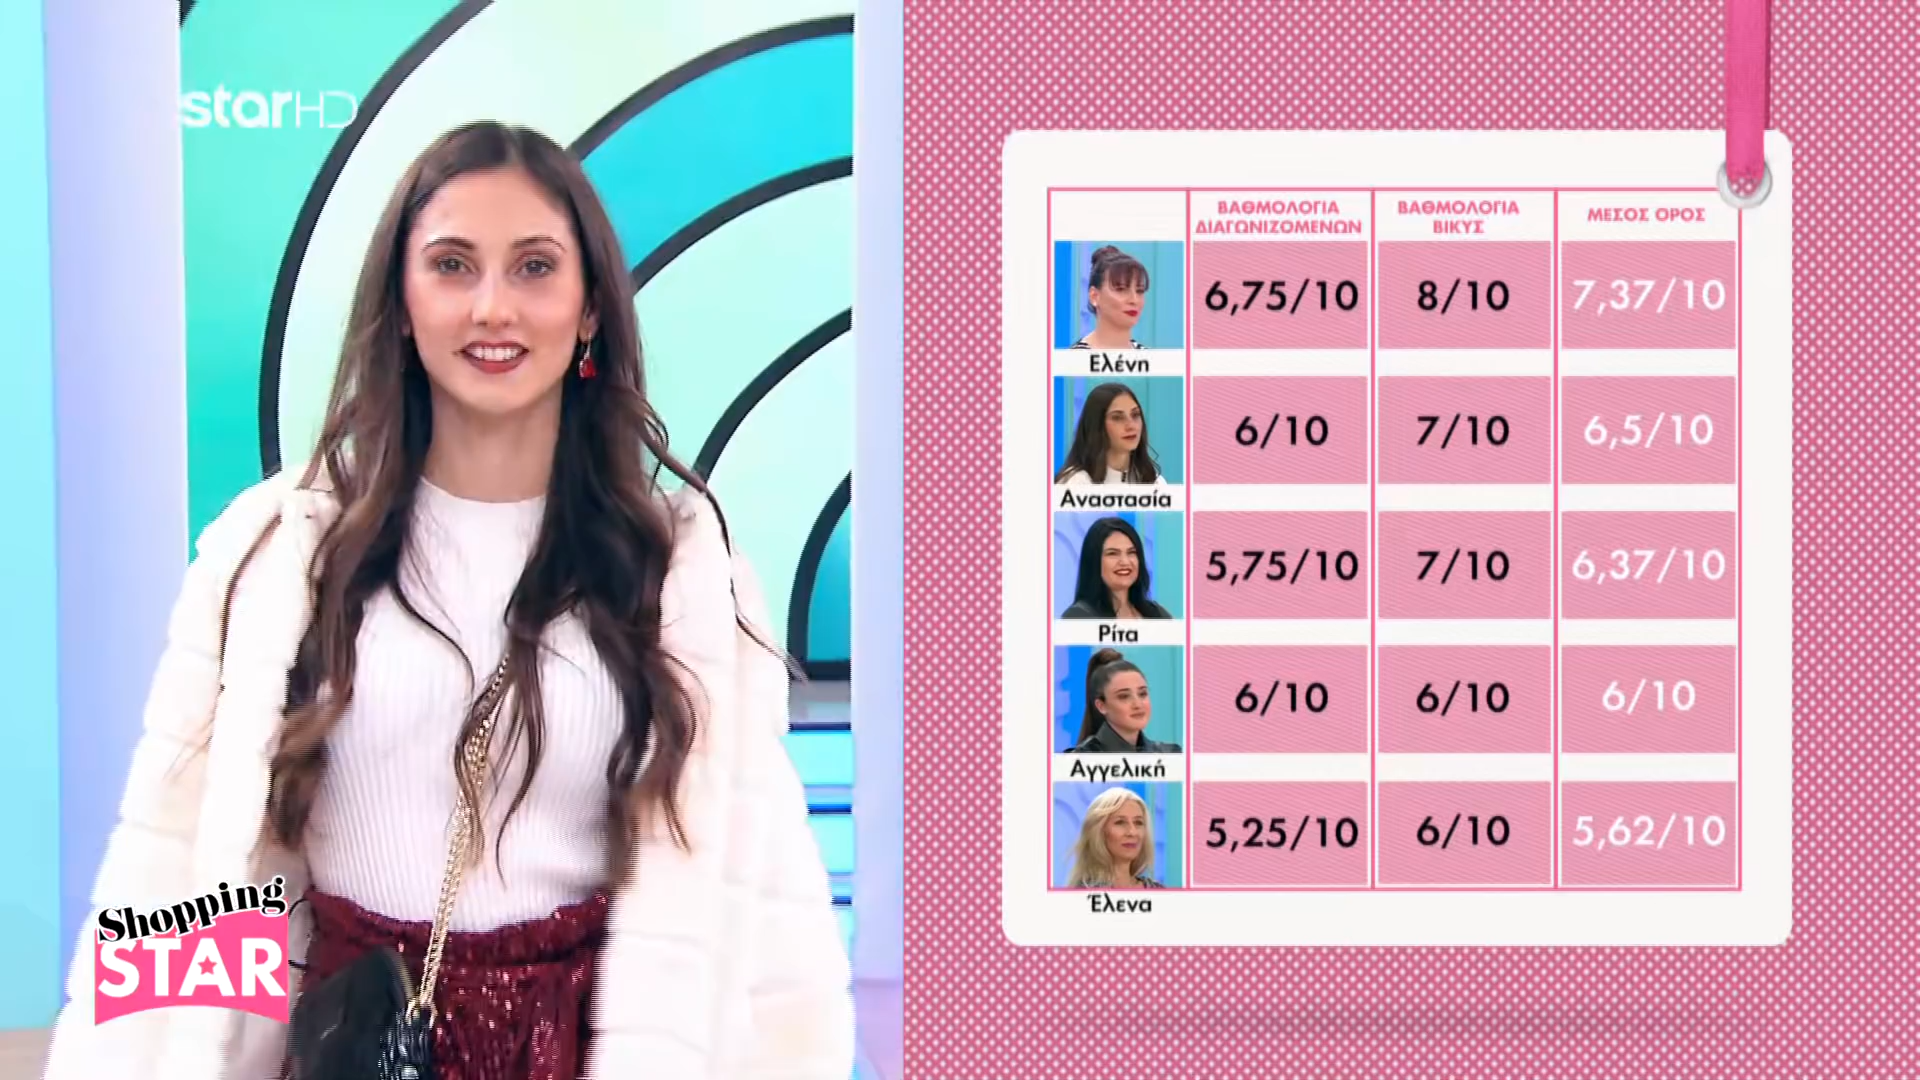 starHD
Shopping
STAR
ΒΑΘΜΟΛΟΓΙΑ
ΔΙΑΓΩΝΙΖΟΜΕΝΩΝ
ΒΑΘΜΟΛΟΓΙΑ
ΒΙΚΥΣ
ΜΕΣΟΣ ΟΡΟΣ
6,75/10 8/10 7,37/10
Ελένη
6/10 7/10 6,5/10
Αναστασία
5,75/10 7/10 6,37/10
Ρίτα
6/10 6/10 6/10
Αγγελική
5,25/10 6/10 5,62/10
Έλενα